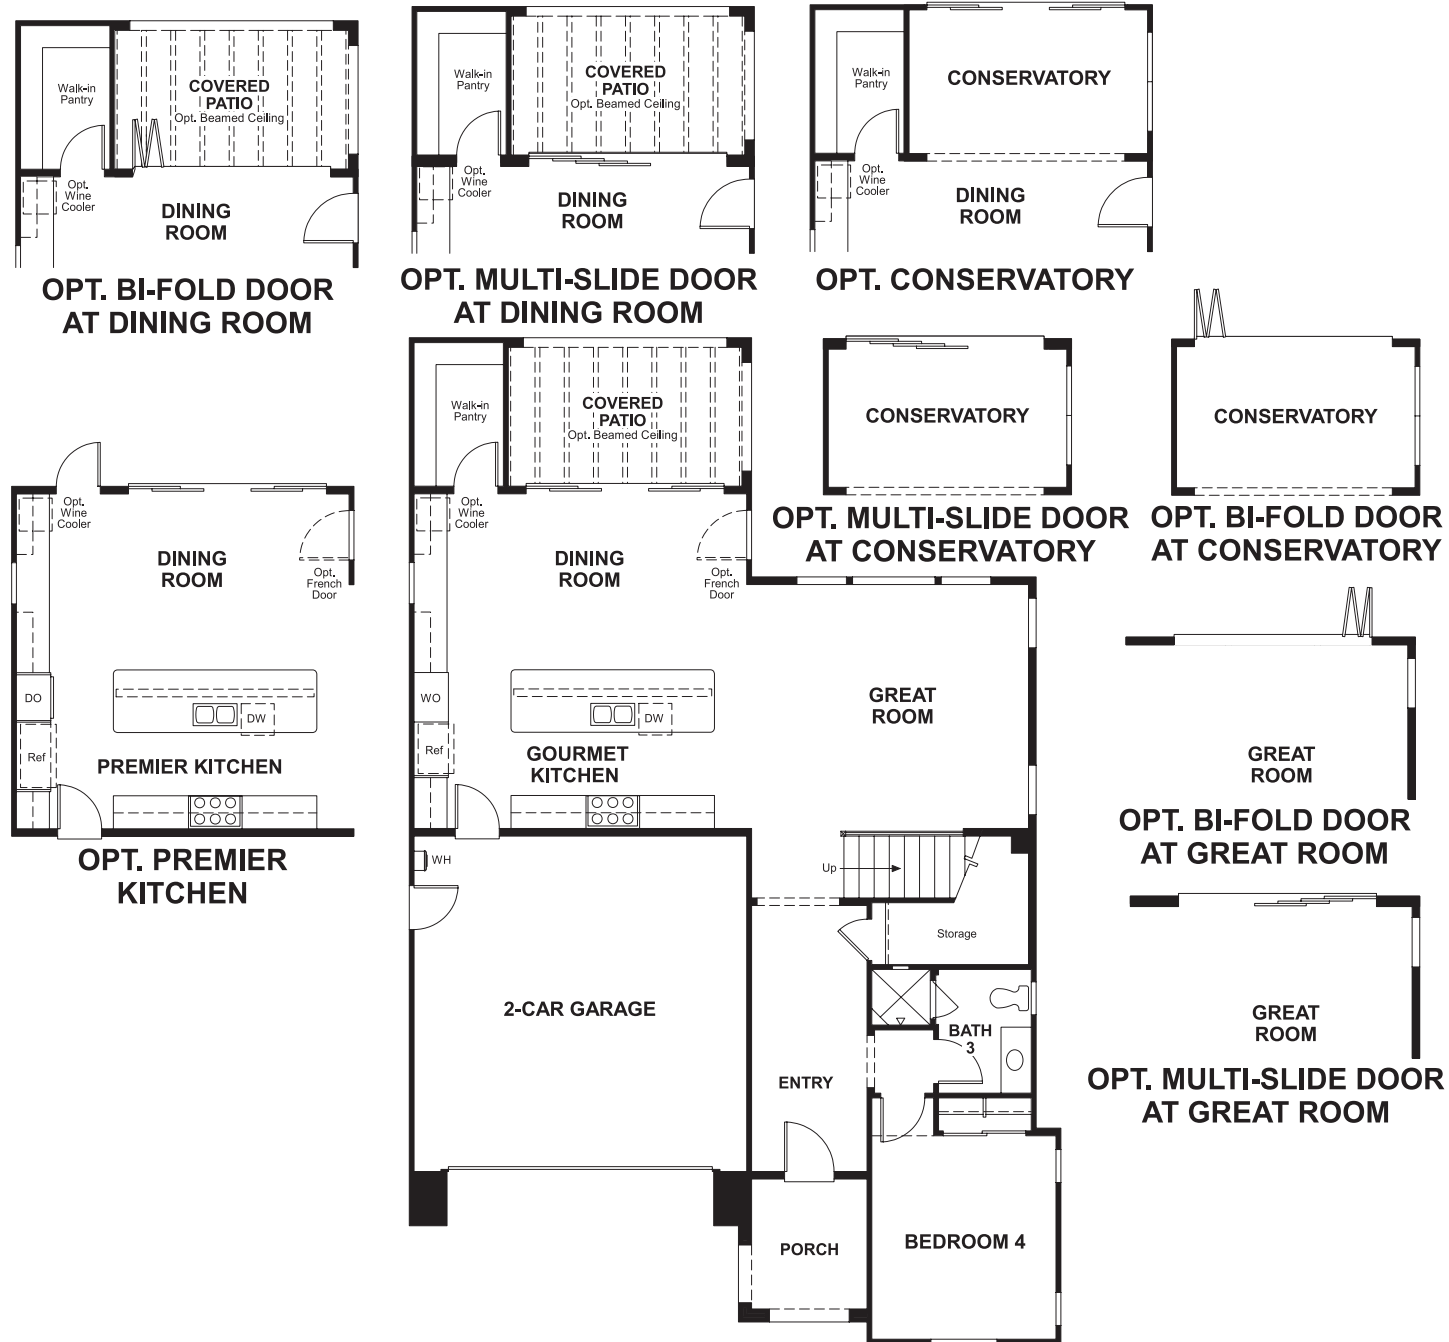 Walk-in
Pantry
COVERED
PATIO
Opt. Beamed Ceiling
Opt.
Wine
Cooler
DINING
ROOM
OPT. BI-FOLD DOOR
AT DINING ROOM
Walk-in
Pantry
COVERED
PATIO
Opt. Beamed Ceiling
Opt.
Wine
Cooler
DINING
ROOM
OPT. MULTI-SLIDE DOOR
AT DINING ROOM
Walk-in
Pantry
CONSERVATORY
Opt.
Wine
Cooler
DINING
ROOM
OPT. CONSERVATORY
CONSERVATORY
OPT. MULTI-SLIDE DOOR
AT CONSERVATORY
CONSERVATORY
OPT. BI-FOLD DOOR
AT CONSERVATORY
Opt.
Wine
Cooler
DINING
ROOM
Opt.
French
Door
DO
DW
Ref
PREMIER KITCHEN
OPT. PREMIER
KITCHEN
Walk-in
Pantry
COVERED
PATIO
Opt. Beamed Ceiling
Opt.
Wine
Cooler
DINING
ROOM
Opt.
French
Door
WO
DW
Ref
GOURMET
KITCHEN
GREAT
ROOM
WH
Up
Storage
2-CAR GARAGE
BATH
3
ENTRY
PORCH
BEDROOM 4
GREAT
ROOM
OPT. BI-FOLD DOOR
AT GREAT ROOM
GREAT
ROOM
OPT. MULTI-SLIDE DOOR
AT GREAT ROOM